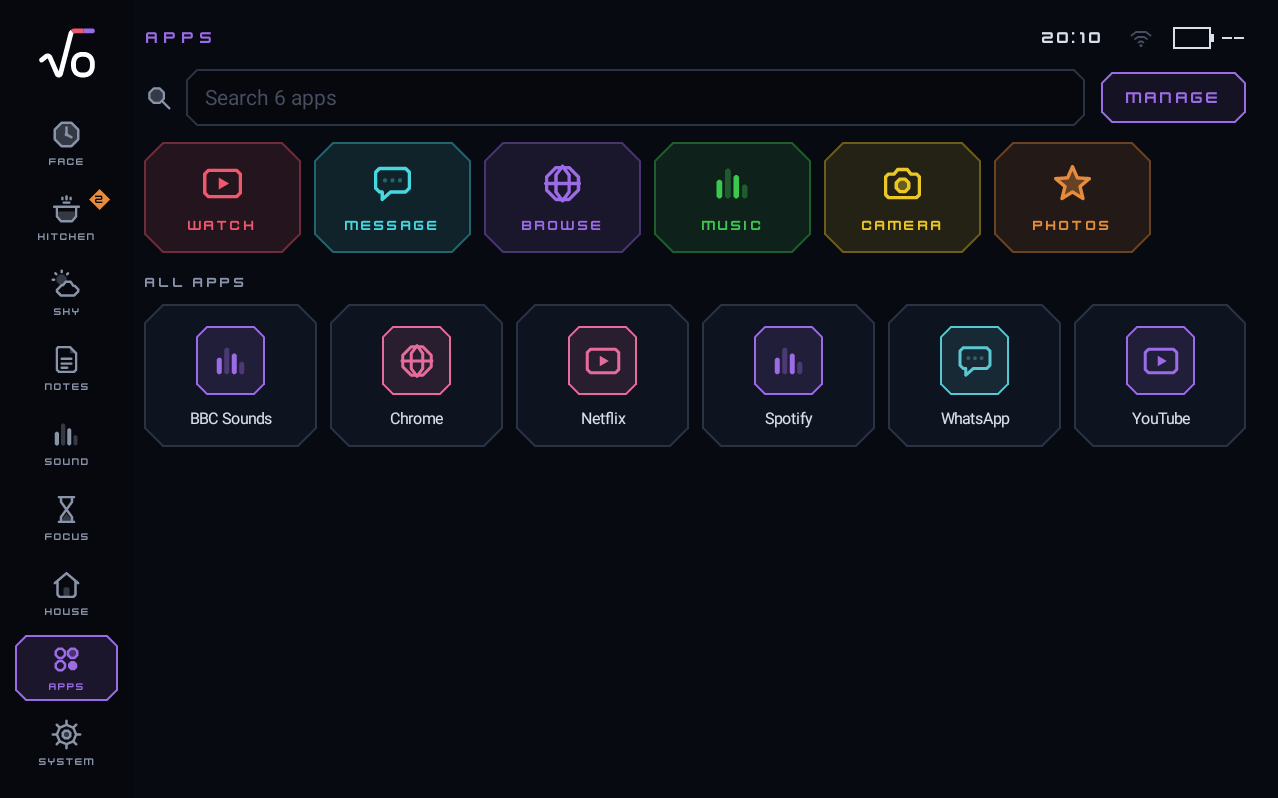 √o
APPS
20:10
--
Search 6 apps
MANAGE
FACE
2
KITCHEN
SKY
NOTES
SOUND
FOCUS
HOUSE
APPS
SYSTEM
WATCH
MESSAGE
BROWSE
MUSIC
CAMERA
PHOTOS
ALL APPS
BBC Sounds
Chrome
Netflix
Spotify
WhatsApp
YouTube